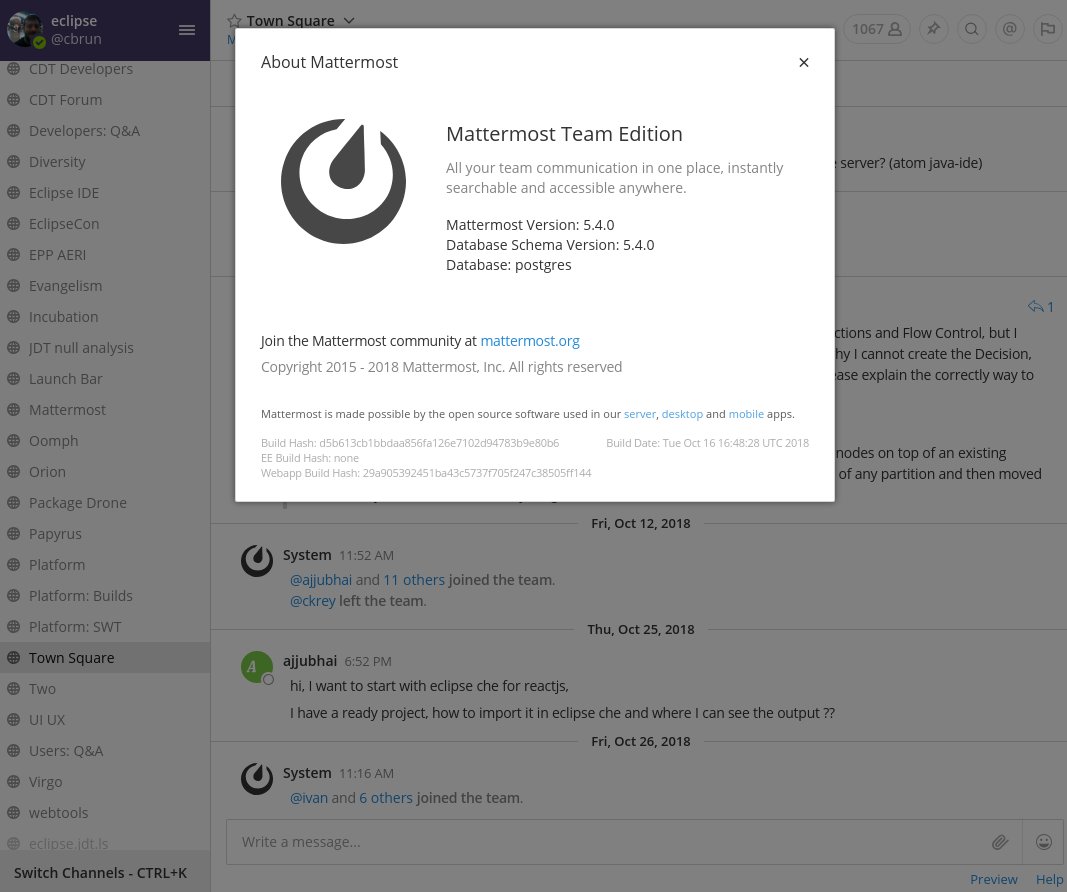 eclipse
@cbrun
CDT Developers
CDT Forum
Developers: Q&A
Diversity
Eclipse IDE
EclipseCon
EPP AERI
Evangelism
Incubation
JDT null analysis
Launch Bar
Mattermost
Oomph
Orion
Package Drone
Papyrus
Platform
Platform: Builds
Platform: SWT
Town Square
Two
UI UX
Users: Q&A
Virgo
webtools
eclipse.jdt.ls
Switch Channels - CTRL+K
Town Square
1067
@
server? (atom java-ide)
1
ctions and Flow Control, but I
hy I cannot create the Decision,
ase explain the correctly way to
nodes on top of an existing
of any partition and then moved
About Mattermost
×
Mattermost Team Edition
All your team communication in one place, instantly
searchable and accessible anywhere.
Mattermost Version: 5.4.0
Database Schema Version: 5.4.0
Database: postgres
Join the Mattermost community at mattermost.org
Copyright 2015 - 2018 Mattermost, Inc. All rights reserved
Mattermost is made possible by the open source software used in our server, desktop and mobile apps.
Build Hash: d5b613cb1bbdaa856fa126e7102d94783b9e80b6 Build Date: Tue Oct 16 16:48:28 UTC 2018
EE Build Hash: none
Webapp Build Hash: 29a905392451ba43c5737f705f247c38505ff144
Fri, Oct 12, 2018
System 11:52 AM
@ajjubhai and 11 others joined the team.
@ckrey left the team.
Thu, Oct 25, 2018
A
ajjubhai 6:52 PM
hi, I want to start with eclipse che for reactjs,
I have a ready project, how to import it in eclipse che and where I can see the output ??
Fri, Oct 26, 2018
System 11:16 AM
@ivan and 6 others joined the team.
Write a message...
Preview Help